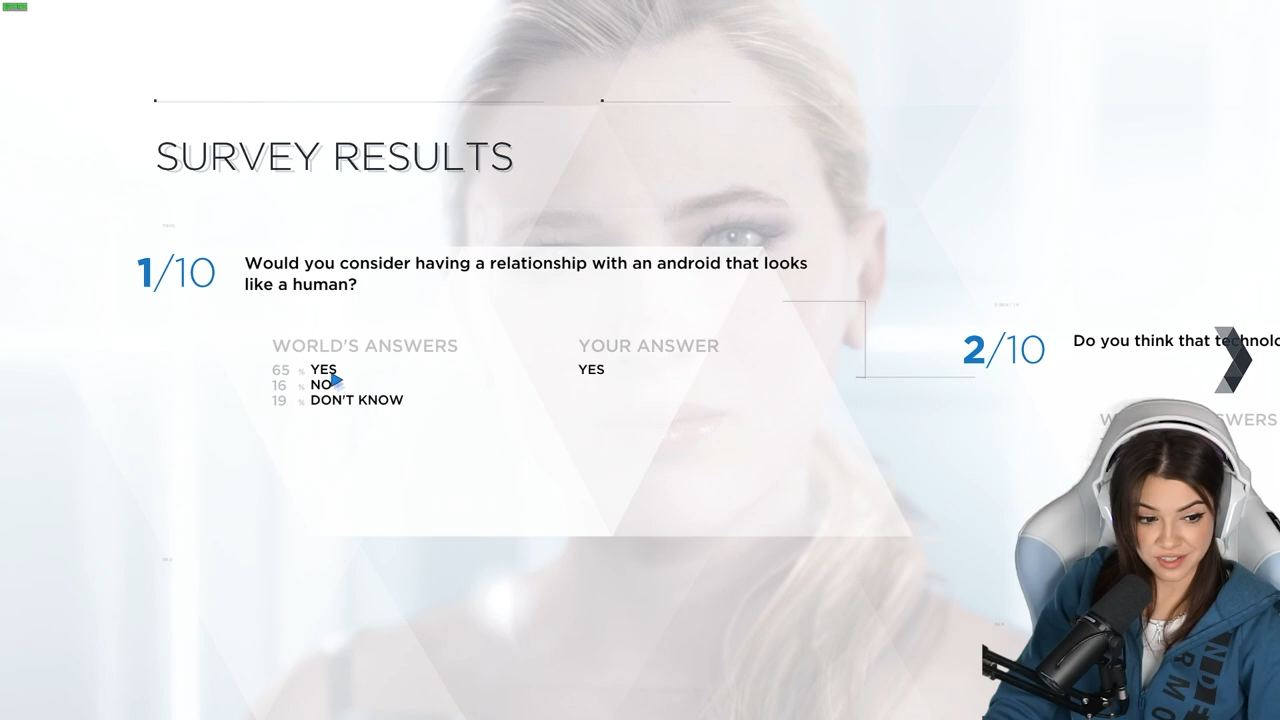 SURVEY RESULTS
1/10
Would you consider having a relationship with an android that looks
like a human?
WORLD'S ANSWERS
65 % YES
16 % NO
19 % DON'T KNOW
YOUR ANSWER
YES
2/10
Do you think that